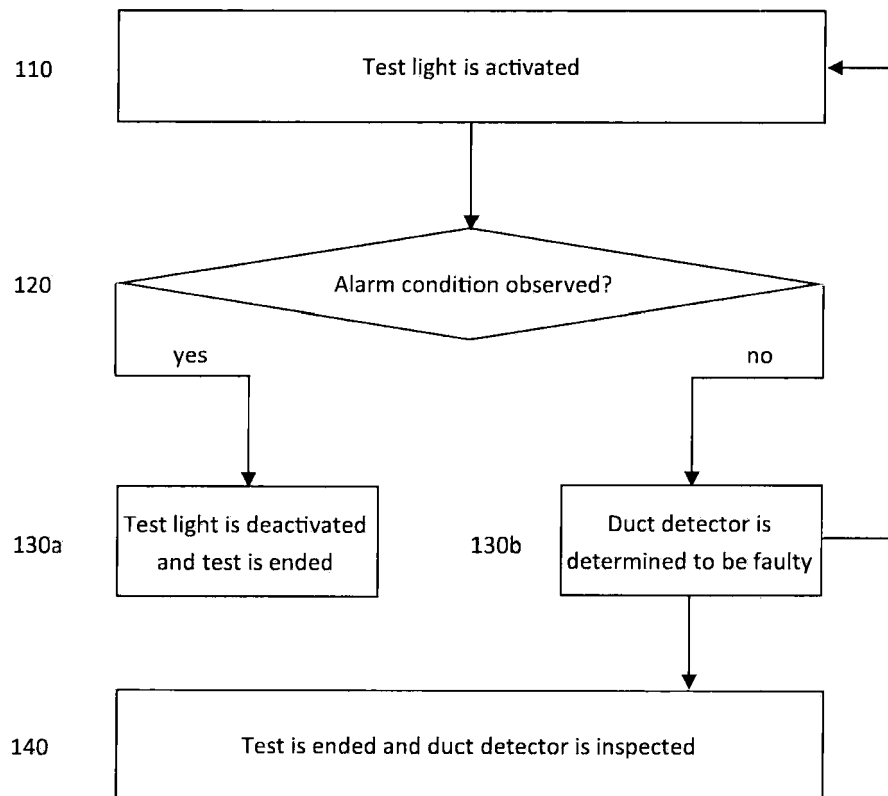 110
Test light is activated
120
Alarm condition observed?
yes
no
130a
Test light is deactivated
and test is ended
130b
Duct detector is
determined to be faulty
140
Test is ended and duct detector is inspected